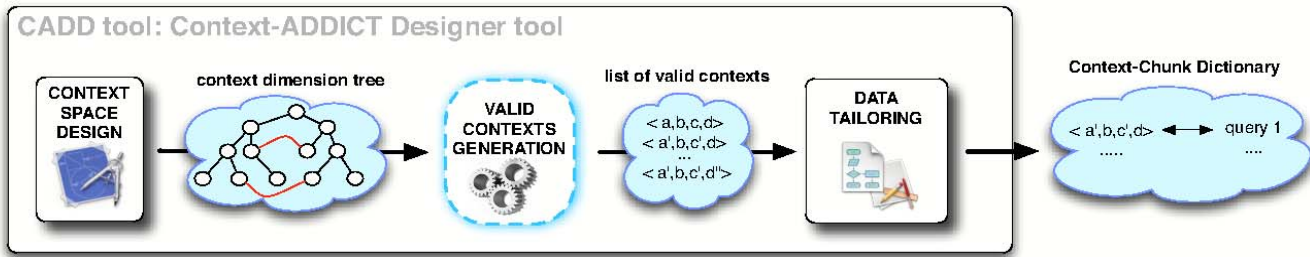 CADD tool: Context-ADDICT Designer tool
CONTEXT
SPACE
DESIGN
context dimension tree
VALID
CONTEXTS
GENERATION
list of valid contexts
< a,b,c,d>
< a',b,c',d>
...
< a',b,c',d">
DATA
TAILORING
Context-Chunk Dictionary
< a',b,c',d> query 1
..... ....